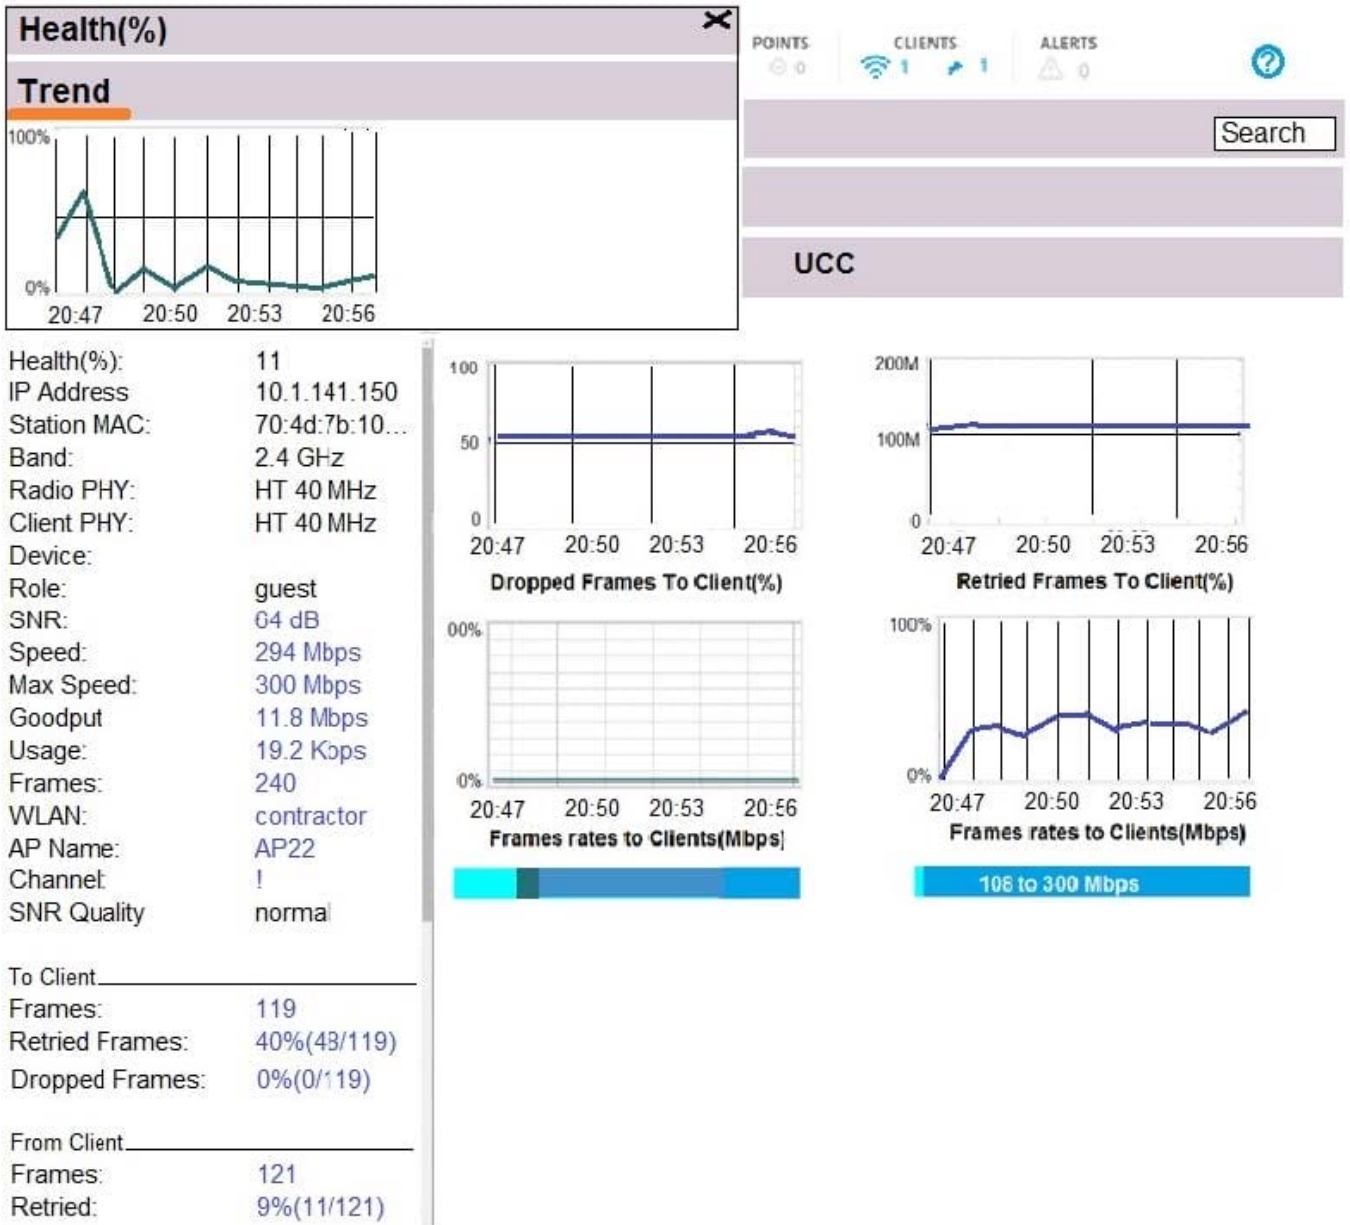 Health(%)
Trend
100%
0%
20:47 20:50 20:53 20:56
POINTS
0
CLIENTS
1 1
ALERTS
0
?
Search
UCC
Health(%): 11
IP Address 10.1.141.150
Station MAC: 70:4d:7b:10...
Band: 2.4 GHz
Radio PHY: HT 40 MHz
Client PHY: HT 40 MHz
Device:
Role: guest
SNR: 64 dB
Speed: 294 Mbps
Max Speed: 300 Mbps
Goodput 11.8 Mbps
Usage: 19.2 Kbps
Frames: 240
WLAN: contractor
AP Name: AP22
Channel: !
SNR Quality normal
To Client
Frames: 119
Retried Frames: 40%(48/119)
Dropped Frames: 0%(0/119)
From Client
Frames: 121
Retried: 9%(11/121)
100
50
0
20:47 20:50 20:53 20:56
Dropped Frames To Client(%)
00%
0%
20:47 20:50 20:53 20:56
Frames rates to Clients(Mbps)
200M
100M
0
20:47 20:50 20:53 20:56
Retried Frames To Client(%)
100%
0%
20:47 20:50 20:53 20:56
Frames rates to Clients(Mbps)
108 to 300 Mbps